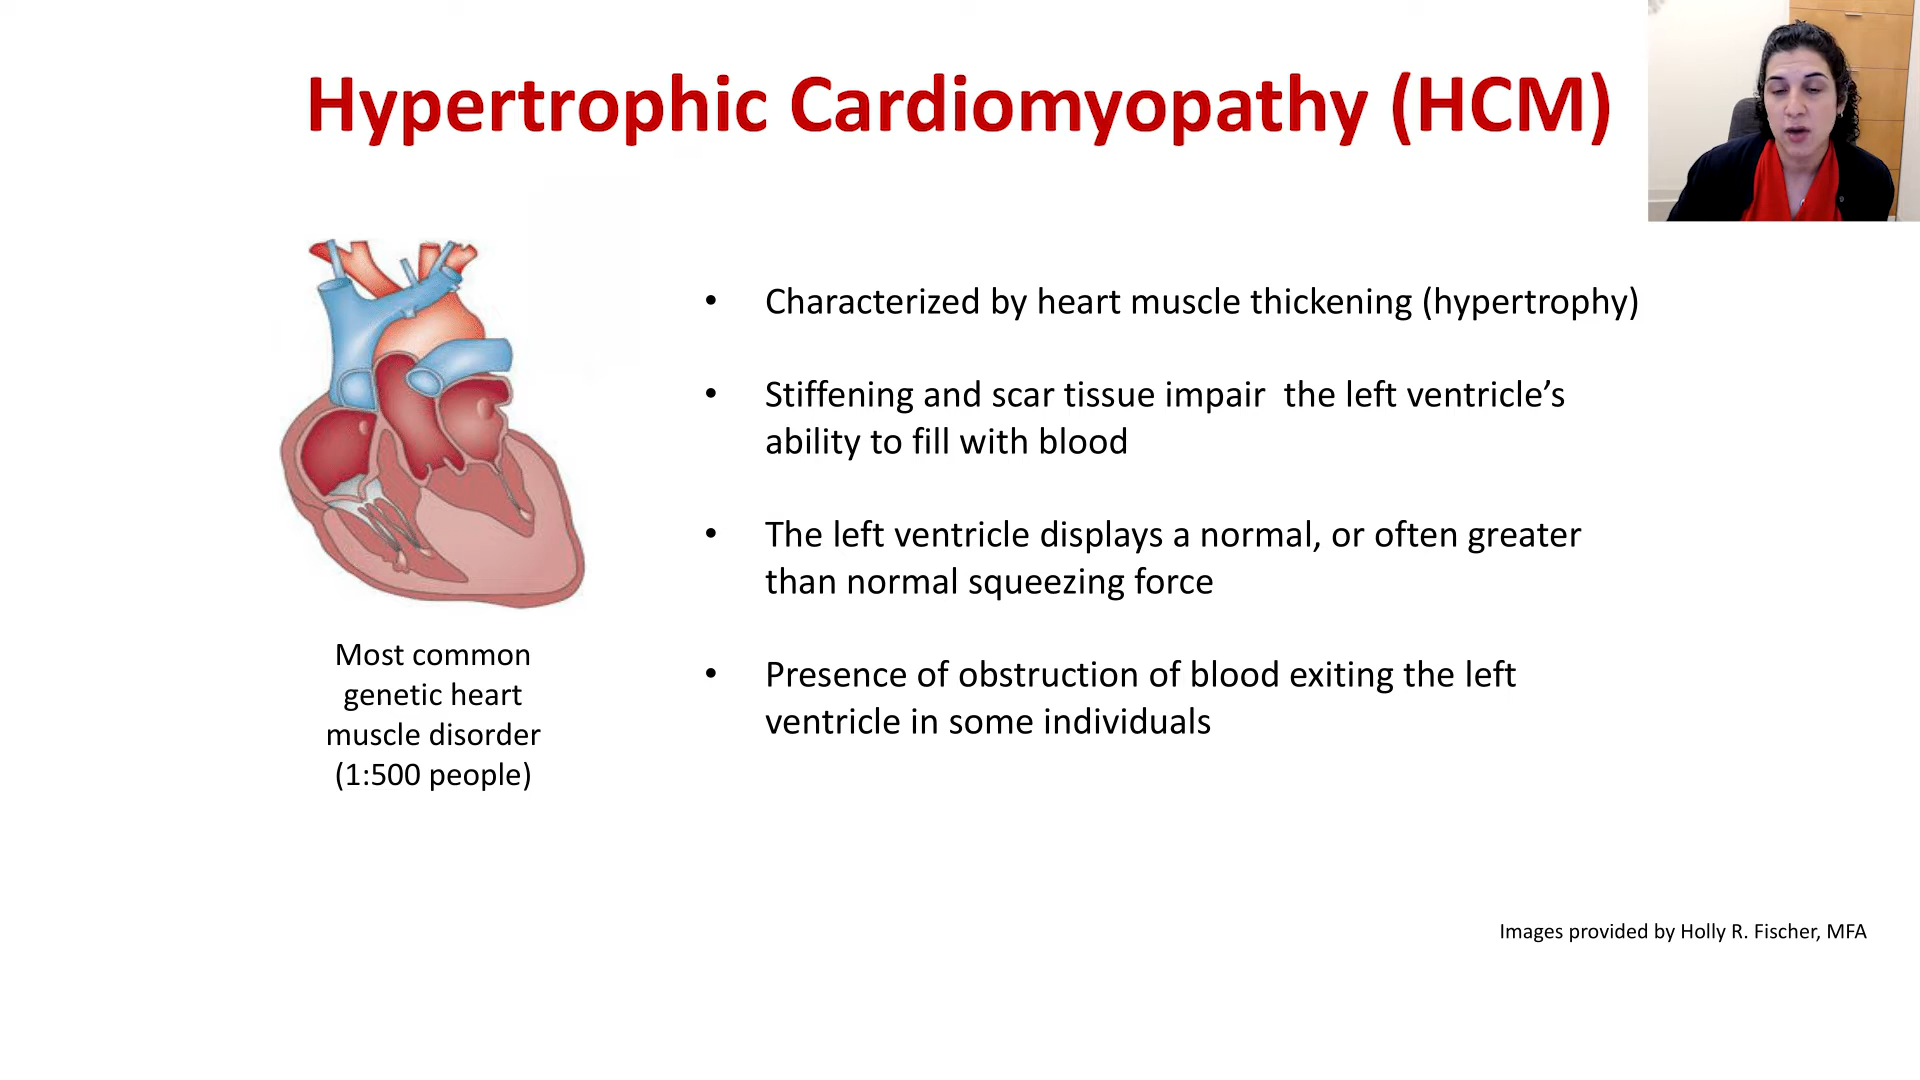 Hypertrophic Cardiomyopathy (HCM)
• Characterized by heart muscle thickening (hypertrophy)
• Stiffening and scar tissue impair  the left ventricle’s
ability to fill with blood
• The left ventricle displays a normal, or often greater
than normal squeezing force
• Presence of obstruction of blood exiting the left
ventricle in some individuals
Most common
genetic heart
muscle disorder
(1:500 people)
Images provided by Holly R. Fischer, MFA